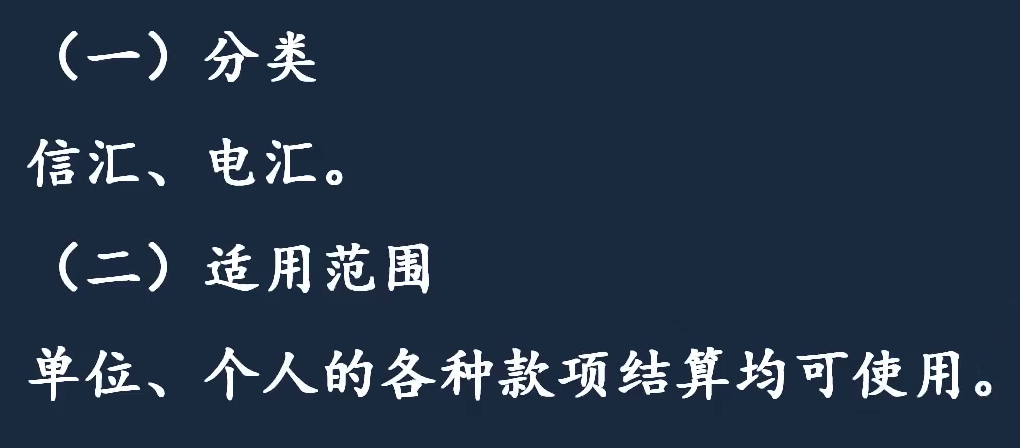 （一）分类
信汇、电汇。
（二）适用范围
单位、个人的各种款项结算均可使用。